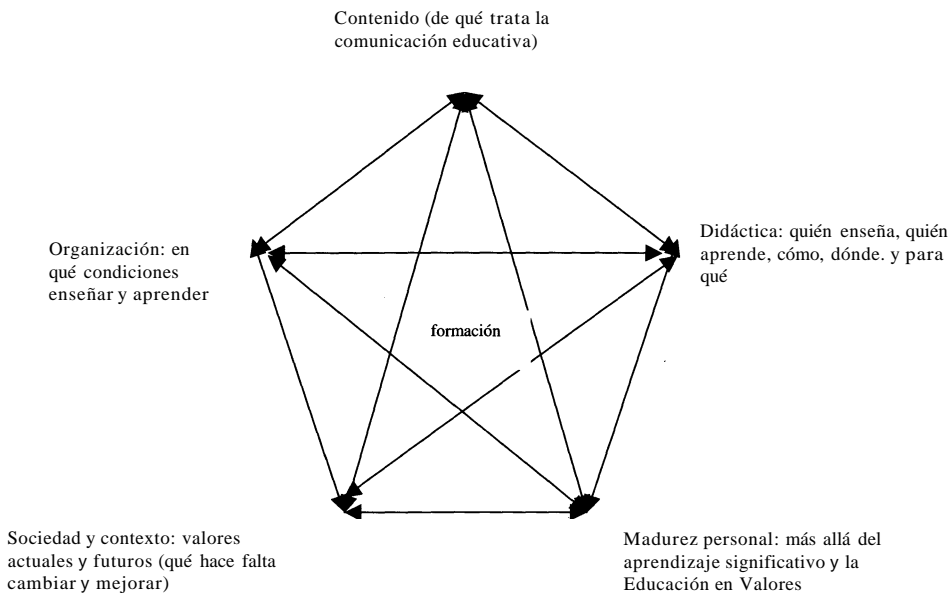 Contenido (de qué trata la
comunicación educativa)
Organización: en
qué condiciones
enseñar y aprender
Didáctica: quién enseña, quién
aprende, cómo, dónde. y para
qué
formación
Sociedad y contexto: valores
actuales y futuros (qué hace falta
cambiar y mejorar)
Madurez personal: más allá del
aprendizaje significativo y la
Educación en Valores